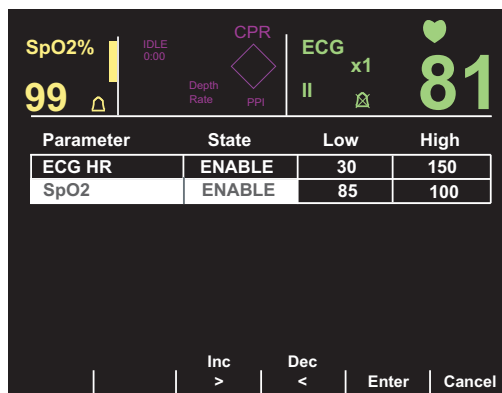 SpO2%
99
IDLE
0:00
CPR
Depth
Rate
PPI
ECG
x1
II
81
Parameter State Low High
ECG HR ENABLE 30 150
SpO2 ENABLE 85 100
Inc Dec
> < Enter Cancel